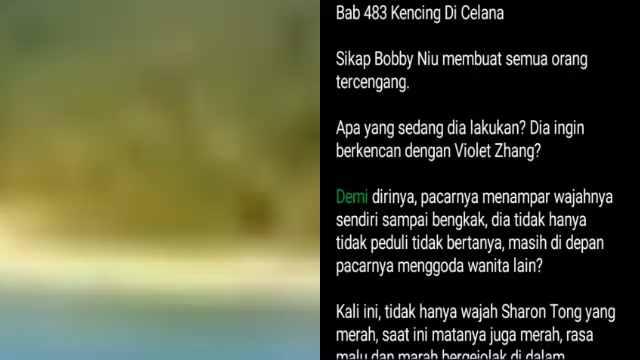 Bab 483 Kencing Di Celana
Sikap Bobby Niu membuat semua orang
tercengang.
Apa yang sedang dia lakukan? Dia ingin
berkencan dengan Violet Zhang?
Demi dirinya, pacarnya menampar wajahnya
sendiri sampai bengkak, dia tidak hanya
tidak peduli tidak bertanya, masih di depan
pacarnya menggoda wanita lain?
Kali ini, tidak hanya wajah Sharon Tong yang
merah, saat ini matanya juga merah, rasa
malu dan marah bergejolak di dalam